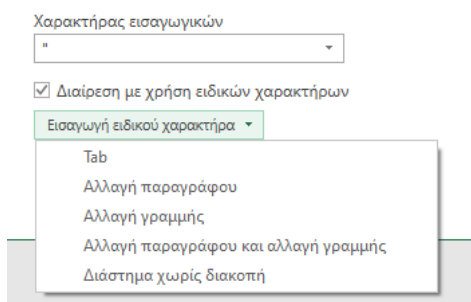 Χαρακτήρας εισαγωγικών
"
Διαίρεση με χρήση ειδικών χαρακτήρων
Εισαγωγή ειδικού χαρακτήρα
Tab
Αλλαγή παραγράφου
Αλλαγή γραμμής
Αλλαγή παραγράφου και αλλαγή γραμμής
Διάστημα χωρίς διακοπή